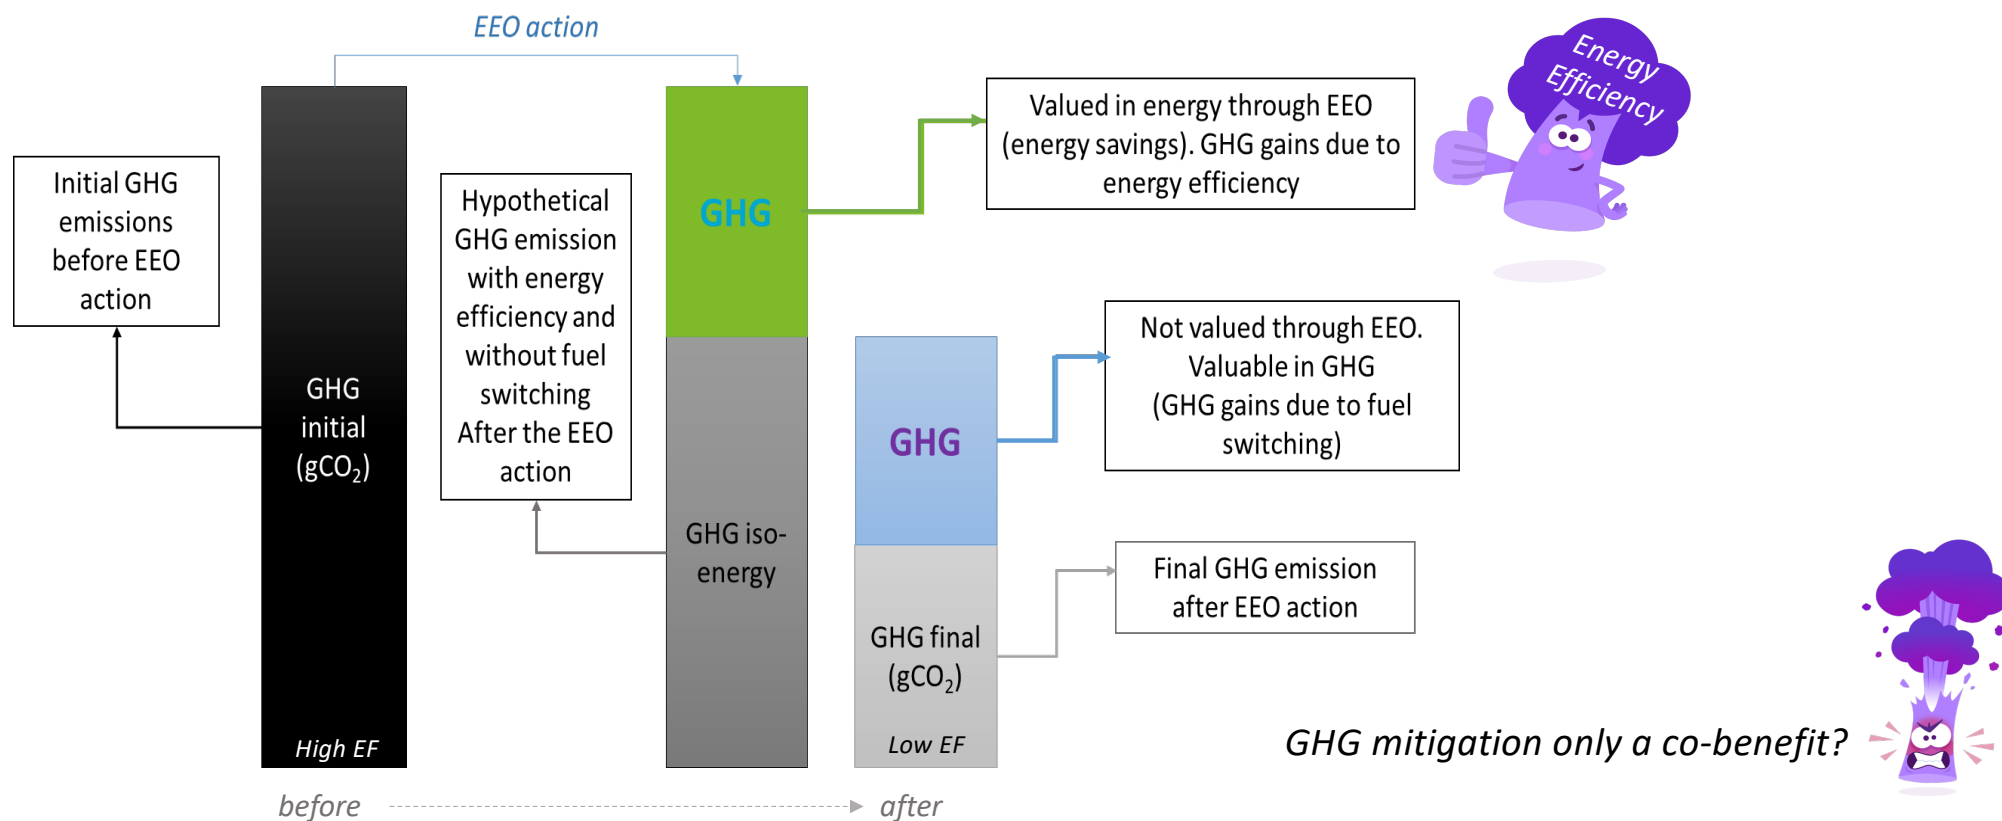 EEO action
Initial GHG
emissions
before EEO
action
GHG
initial
(gCO₂)
High EF
Hypothetical
GHG emission
with energy
efficiency and
without fuel
switching
After the EEO
action
GHG
GHG iso-
energy
Valued in energy through EEO
(energy savings). GHG gains due to
energy efficiency
Energy
Efficiency
GHG
GHG final
(gCO₂)
Low EF
Not valued through EEO.
Valuable in GHG
(GHG gains due to fuel
switching)
Final GHG emission
after EEO action
GHG mitigation only a co-benefit?
before
after